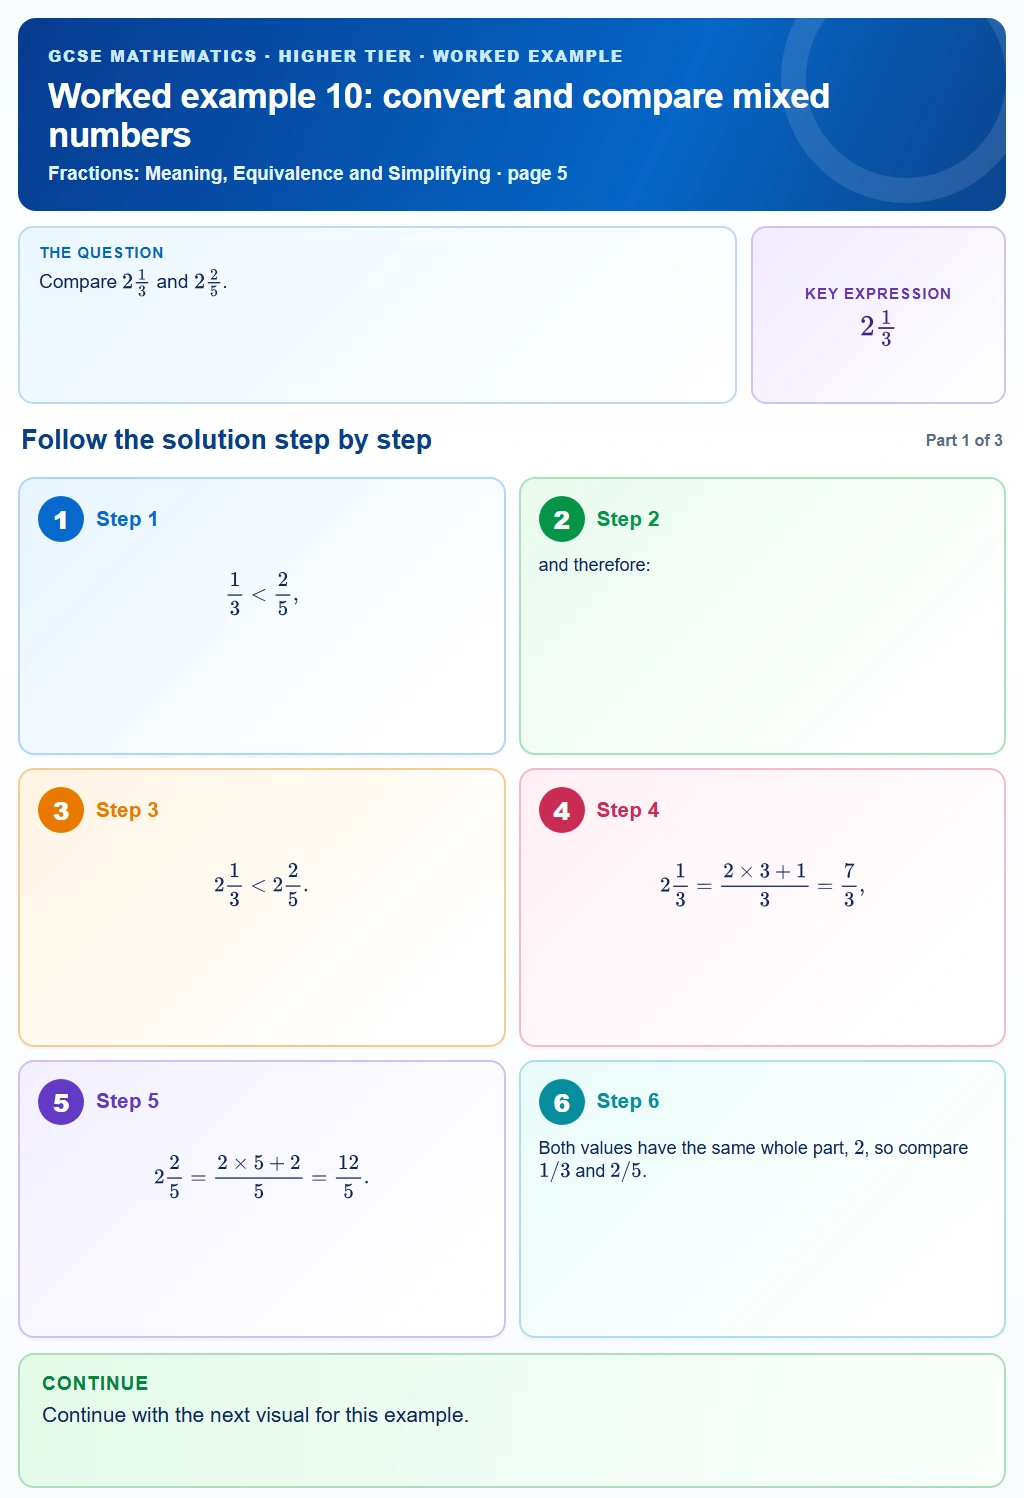 GCSE MATHEMATICS · HIGHER TIER · WORKED EXAMPLE
Worked example 10: convert and compare mixed
numbers
Fractions: Meaning, Equivalence and Simplifying · page 5
THE QUESTION
Compare 2 1/3 and 2 2/5.
KEY EXPRESSION
2 1/3
Follow the solution step by step
Part 1 of 3
1 Step 1
1/3 < 2/5,
2 Step 2
and therefore:
3 Step 3
2 1/3 < 2 2/5.
4 Step 4
2 1/3 = (2 × 3 + 1)/3 = 7/3,
5 Step 5
2 2/5 = (2 × 5 + 2)/5 = 12/5.
6 Step 6
Both values have the same whole part, 2, so compare
1/3 and 2/5.
CONTINUE
Continue with the next visual for this example.